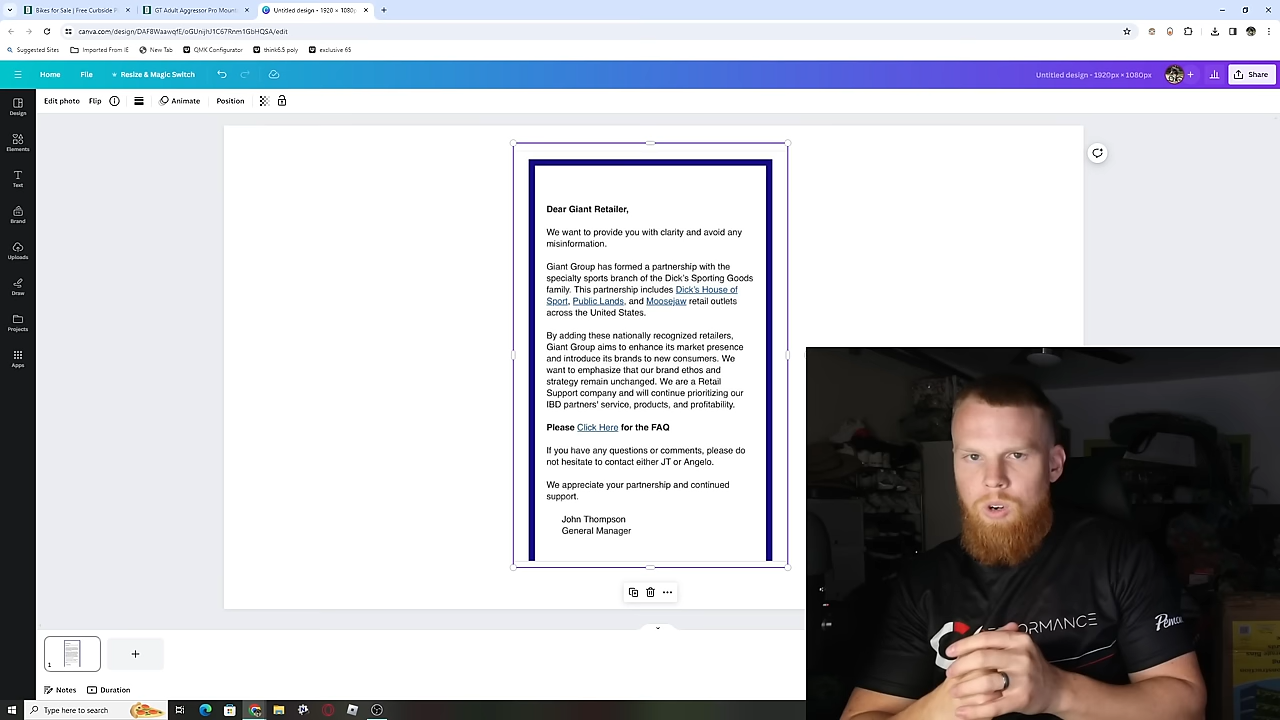 Bikes for Sale | Free Curbside P
GT Adult Aggressor Pro Mount
Untitled design - 1920 × 1080p
canva.com/design/DAF8WaawqfE/oGUnijhJ1C67Rnm1GbHQSA/edit
Suggested Sites
Imported From IE
New Tab
QMK Configurator
think6.5 poly
exclusive 65
Home
File
Resize & Magic Switch
Untitled design - 1920px × 1080px
Share
Edit photo
Flip
Animate
Position
Design
Elements
Text
Brand
Uploads
Draw
Projects
Apps
Dear Giant Retailer,
We want to provide you with clarity and avoid any
misinformation.
Giant Group has formed a partnership with the
specialty sports branch of the Dick's Sporting Goods
family. This partnership includes Dick's House of
Sport, Public Lands, and Moosejaw retail outlets
across the United States.
By adding these nationally recognized retailers,
Giant Group aims to enhance its market presence
and introduce its brands to new consumers. We
want to emphasize that our brand ethos and
strategy remain unchanged. We are a Retail
Support company and will continue prioritizing our
IBD partners' service, products, and profitability.
Please Click Here for the FAQ
If you have any questions or comments, please do
not hesitate to contact either JT or Angelo.
We appreciate your partnership and continued
support.
John Thompson
General Manager
1
Notes
Duration
Type here to search